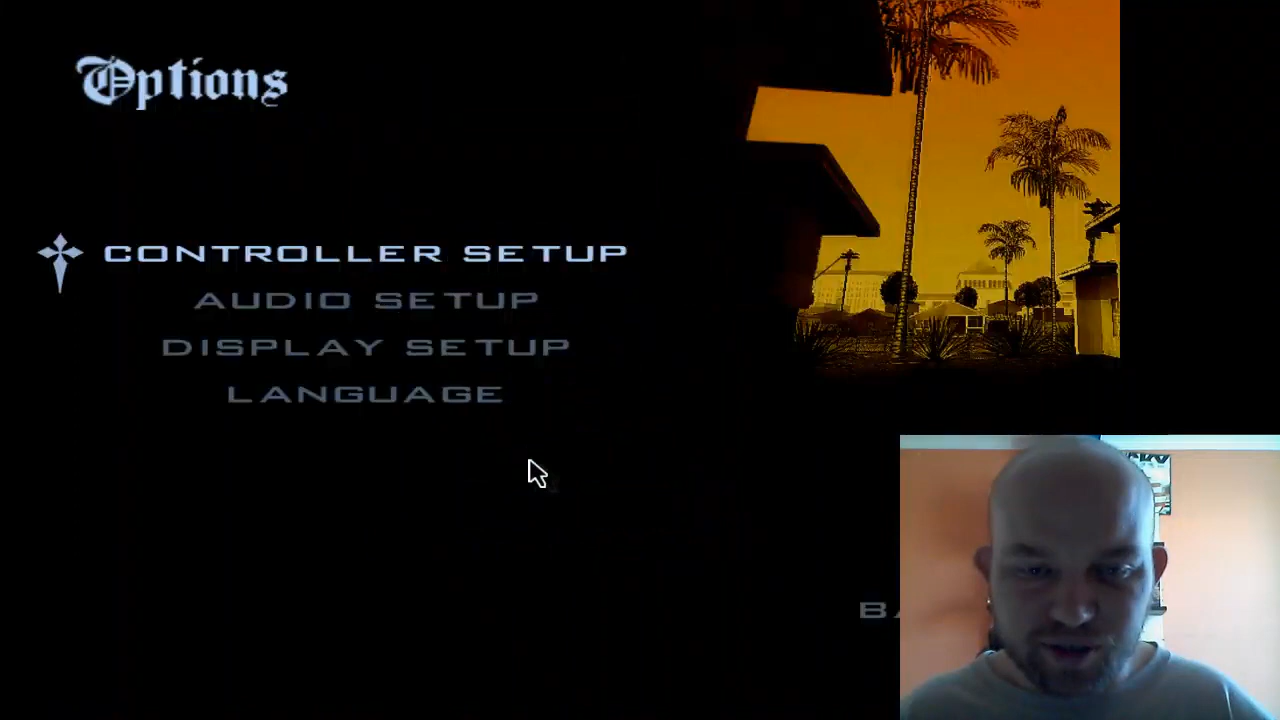 Options
CONTROLLER SETUP
AUDIO SETUP
DISPLAY SETUP
LANGUAGE